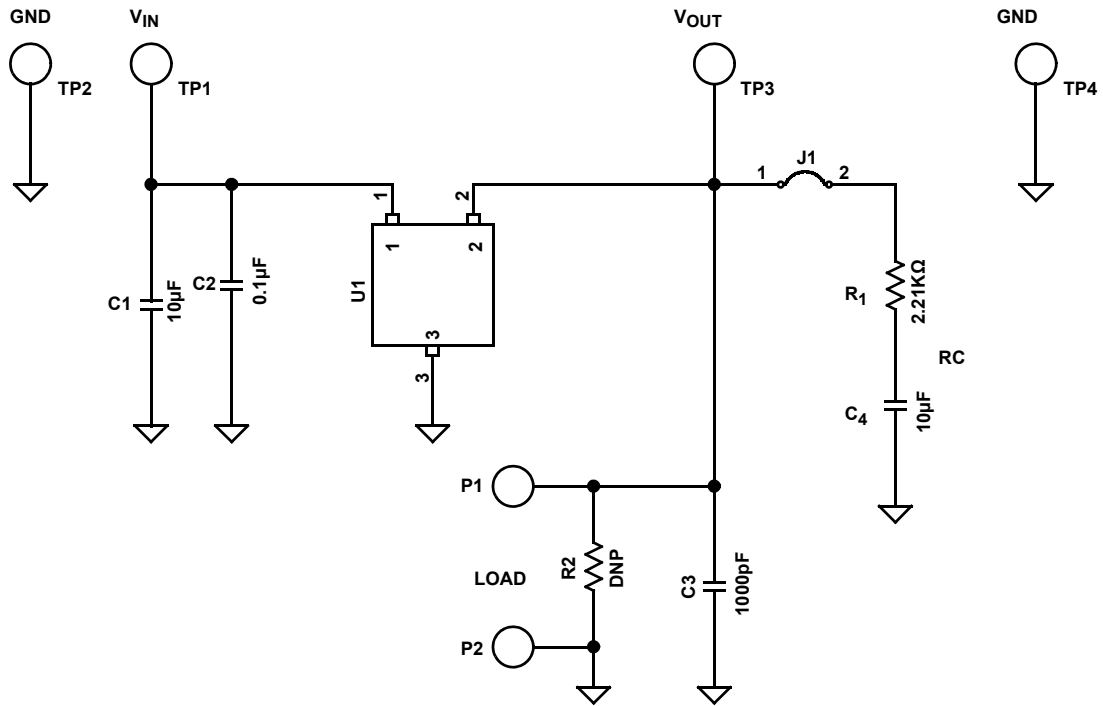 GND
VIN
VOUT
GND
TP2
TP1
TP3
TP4
1
J1
2
1
2
1
2
U1
3
3
C1
10µF
C2
0.1µF
R1
2.21KΩ
RC
C4
10µF
P1
LOAD
R2
DNP
C3
1000pF
P2